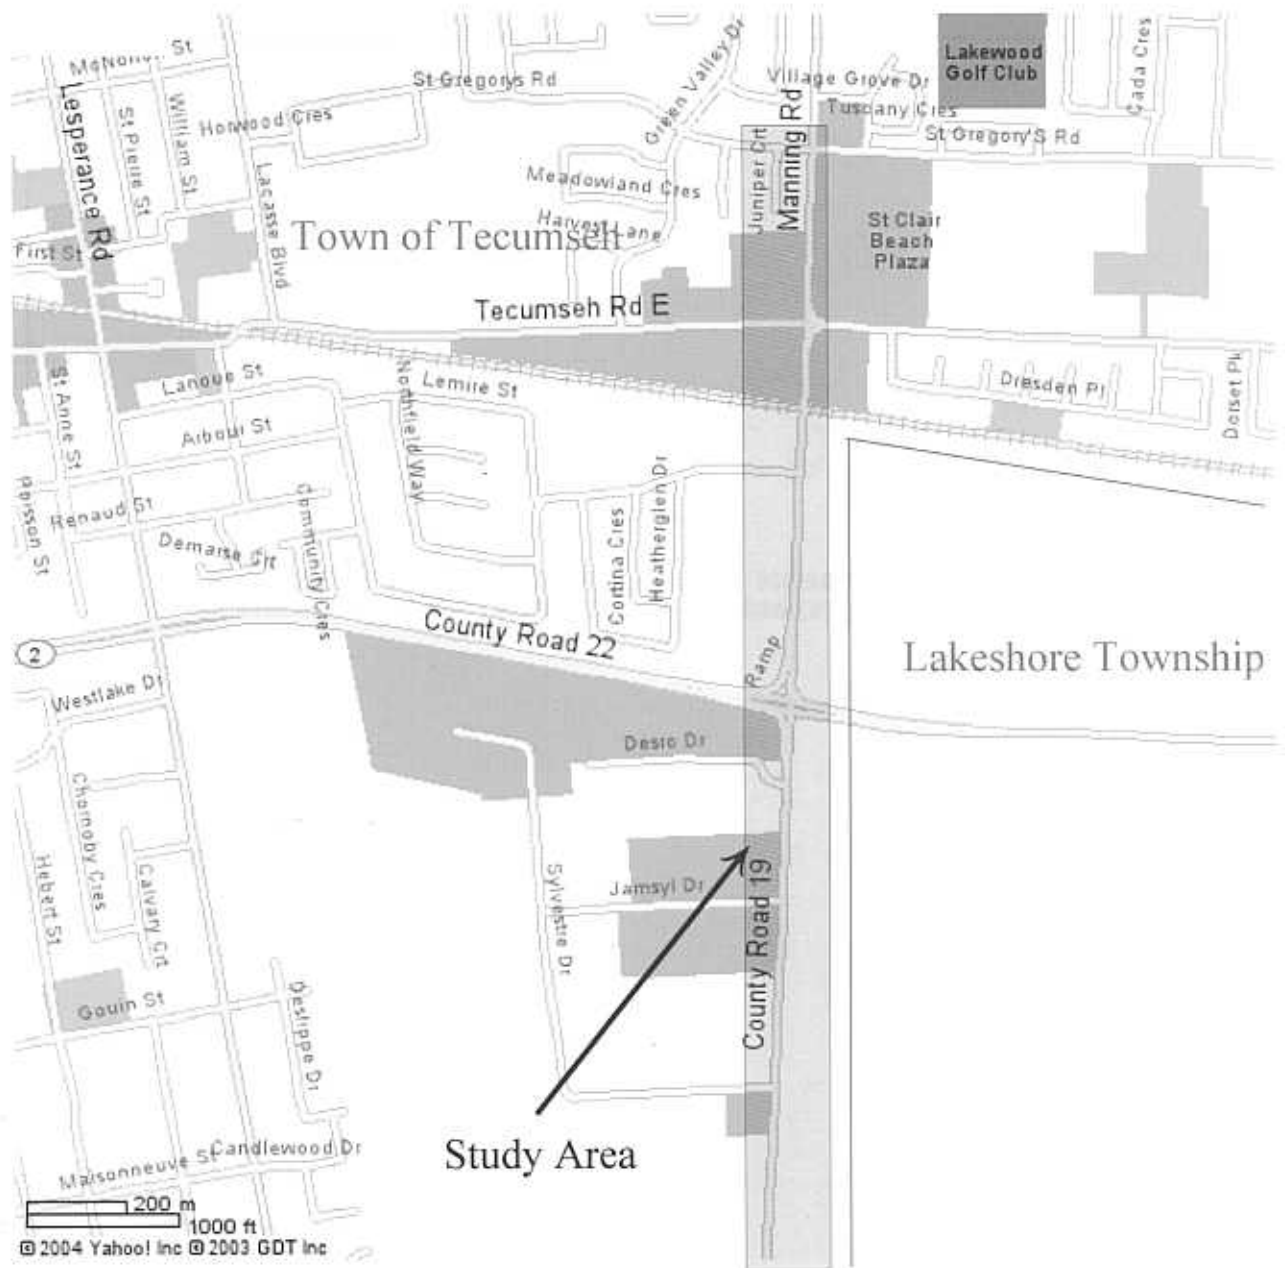 McNorton St
Lesperance Rd
St Pierre St
William St
Horwood Cres
Lacasse Blvd
St Gregorys Rd
Green Valley Dr
Village Grove Dr
Tuscany Cres
Lakewood
Golf Club
Cada Cres
St Gregory'S Rd
Juniper Crt
Manning Rd
Meadowland Cres
Harvest Lane
Town of Tecumseh
St Clair
Beach
Plaza
First St
Tecumseh Rd E
Lanoue St
Northfield Way
Lemire St
Dresden Pl
Dorset Pk
St Anne St
Arbour St
Poisson St
Renaud St
Community Cres
Demarse Crt
Cortina Cres
Heatherglen Dr
County Road 22
2
Ramp
Lakeshore Township
Westlake Dr
Desro Dr
Chornoby Cres
Calvary Crt
Hebert St
Sylvestre Dr
Jamsyl Dr
County Road 19
Gouin St
Deslippe Dr
Study Area
Maisonneuve St
Candlewood Dr
200 m
1000 ft
© 2004 Yahoo! Inc © 2003 GDT Inc